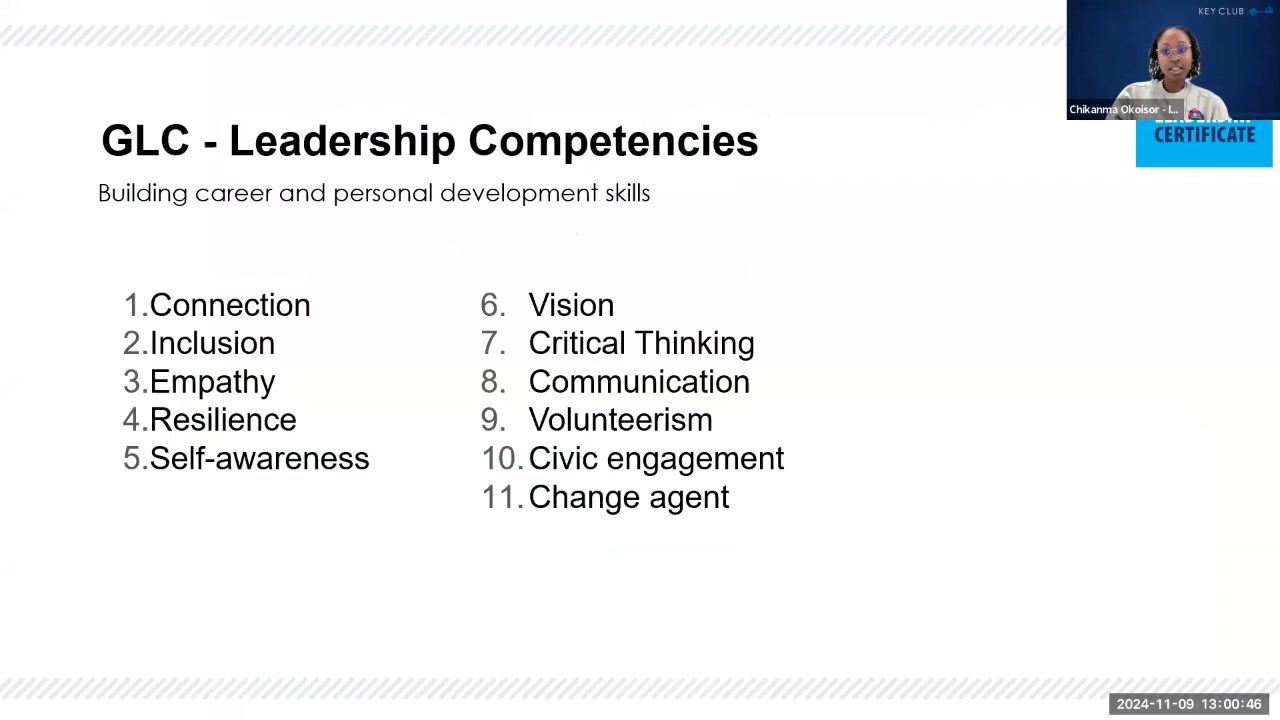 KEY CLUB
Chikanma Okoisor - I...
CERTIFICATE
GLC - Leadership Competencies
Building career and personal development skills
1.Connection
2.Inclusion
3.Empathy
4.Resilience
5.Self-awareness
6. Vision
7. Critical Thinking
8. Communication
9. Volunteerism
10. Civic engagement
11. Change agent
2024-11-09 13:00:46